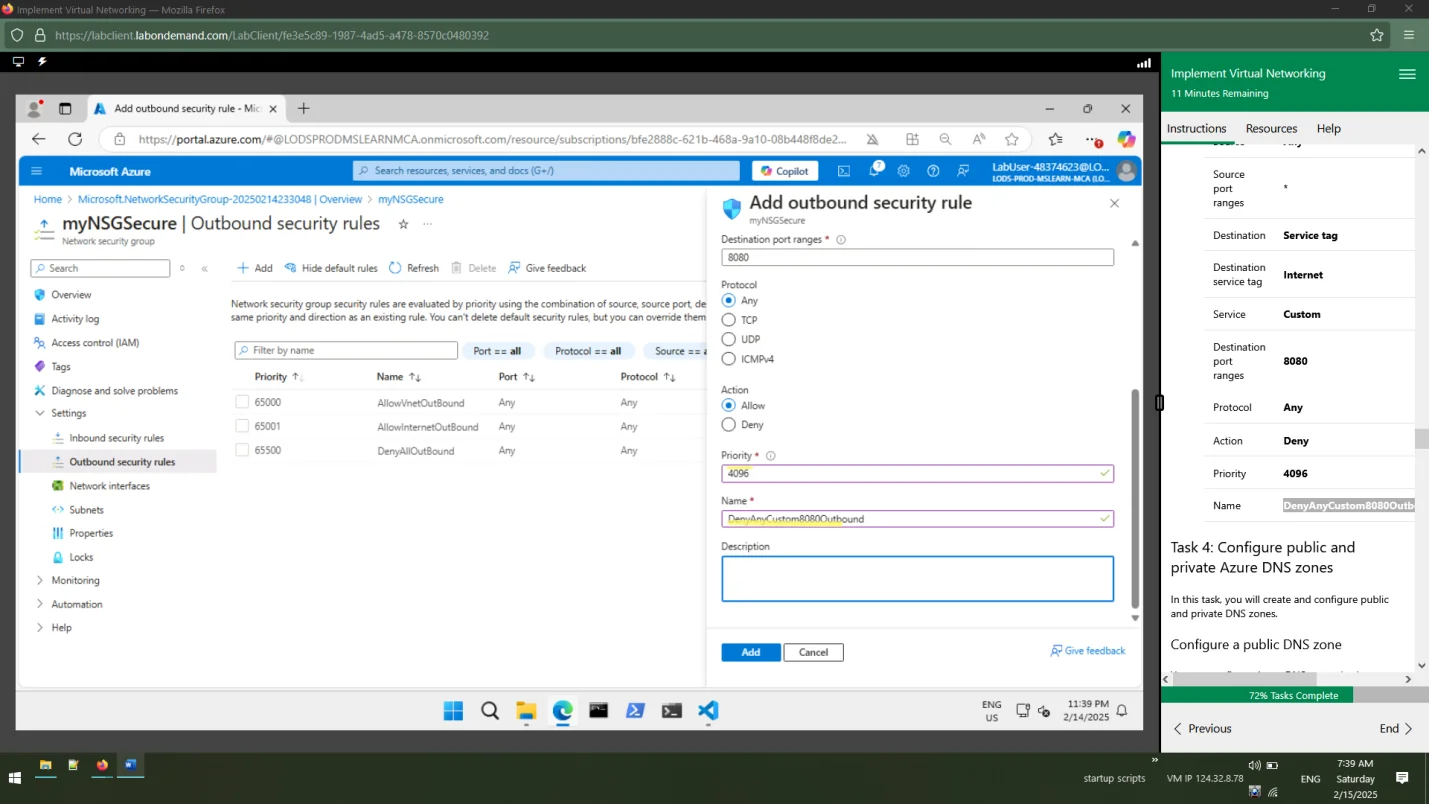 Implement Virtual Networking — Mozilla Firefox
https://labclient.labondemand.com/LabClient/fe3e5c89-1987-4ad5-a478-8570c0480392
Add outbound security rule - Mic
https://portal.azure.com/#@LODSPRODMSLEARNMCA.onmicrosoft.com/resource/subscriptions/bfe2888c-621b-468a-9a10-08b448f8de2...
Microsoft Azure
Search resources, services, and docs (G+/)
Copilot
7
LabUser-48374623@LO...
LODS-PROD-MSLEARN-MCA (LO...
Home > Microsoft.NetworkSecurityGroup-20250214233048 | Overview > myNSGSecure
myNSGSecure | Outbound security rules
Network security group
Search
Overview
Activity log
Access control (IAM)
Tags
Diagnose and solve problems
Settings
Inbound security rules
Outbound security rules
Network interfaces
Subnets
Properties
Locks
Monitoring
Automation
Help
Add
Hide default rules
Refresh
Delete
Give feedback
Network security group security rules are evaluated by priority using the combination of source, source port, de
same priority and direction as an existing rule. You can't delete default security rules, but you can override them
Filter by name
Port == all
Protocol == all
Source == a
Priority Name Port Protocol
65000 AllowVnetOutBound Any Any
65001 AllowInternetOutBound Any Any
65500 DenyAllOutBound Any Any
Add outbound security rule
myNSGSecure
Destination port ranges *
8080
Protocol
Any
TCP
UDP
ICMPv4
Action
Allow
Deny
Priority *
4096
Name *
DenyAnyCustom8080Outbound
Description
Add
Cancel
Give feedback
ENG
US
11:39 PM
2/14/2025
Implement Virtual Networking
11 Minutes Remaining
Instructions Resources Help
Source
port
ranges
*
Destination Service tag
Destination
service tag
Internet
Service Custom
Destination
port
ranges
8080
Protocol Any
Action Deny
Priority 4096
Name DenyAnyCustom8080Outb
Task 4: Configure public and
private Azure DNS zones
In this task, you will create and configure public
and private DNS zones.
Configure a public DNS zone
72% Tasks Complete
Previous
End
startup scripts
VM IP 124.32.8.78
ENG
7:39 AM
Saturday
2/15/2025